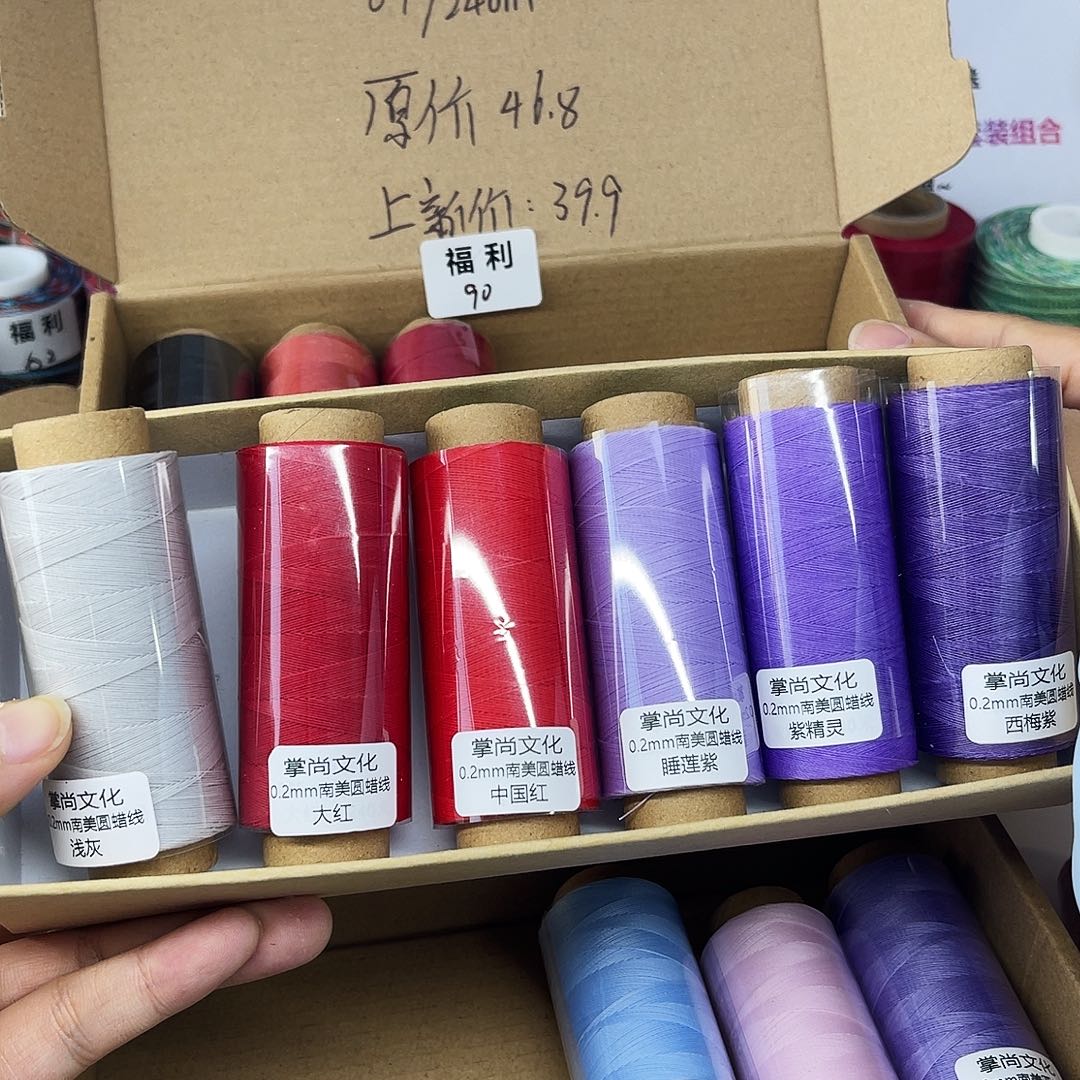 原价 46.8
上新价: 39.9
福利
90
套装组合
福利
62
掌尚文化
0.2mm南美圆蜡线
浅灰
掌尚文化
0.2mm南美圆蜡线
大红
掌尚文化
0.2mm南美圆蜡线
中国红
掌尚文化
0.2mm南美圆蜡线
睡莲紫
掌尚文化
0.2mm南美圆蜡线
紫精灵
掌尚文化
0.2mm南美圆蜡线
西梅紫
掌尚文化